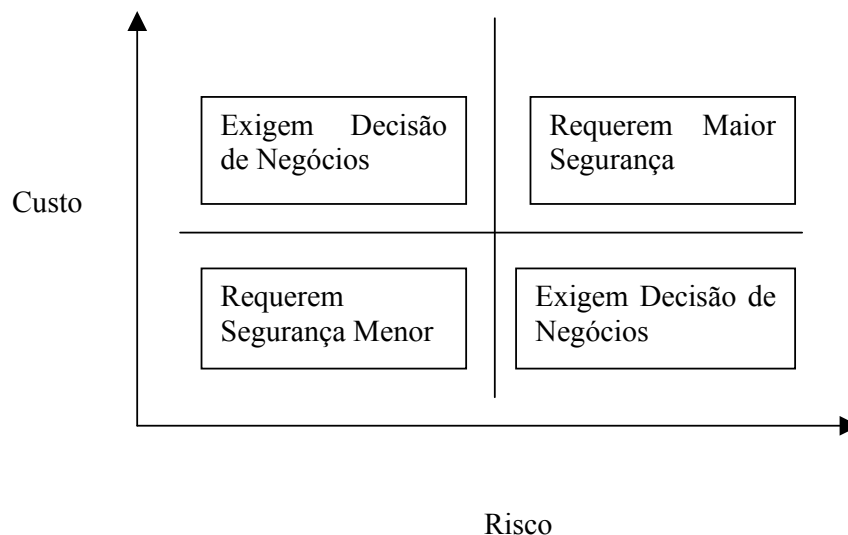 Exigem Decisão
de Negócios
Requerem Maior
Segurança
Custo
Requerem
Segurança Menor
Exigem Decisão de
Negócios
Risco